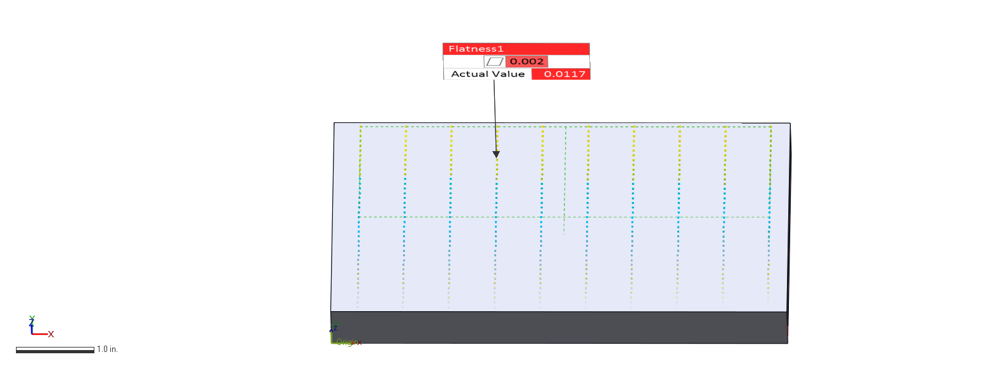 Flatness1
0.002
Actual Value 0.0117
Y
Z
X
1.0 in.
z
Origin
x